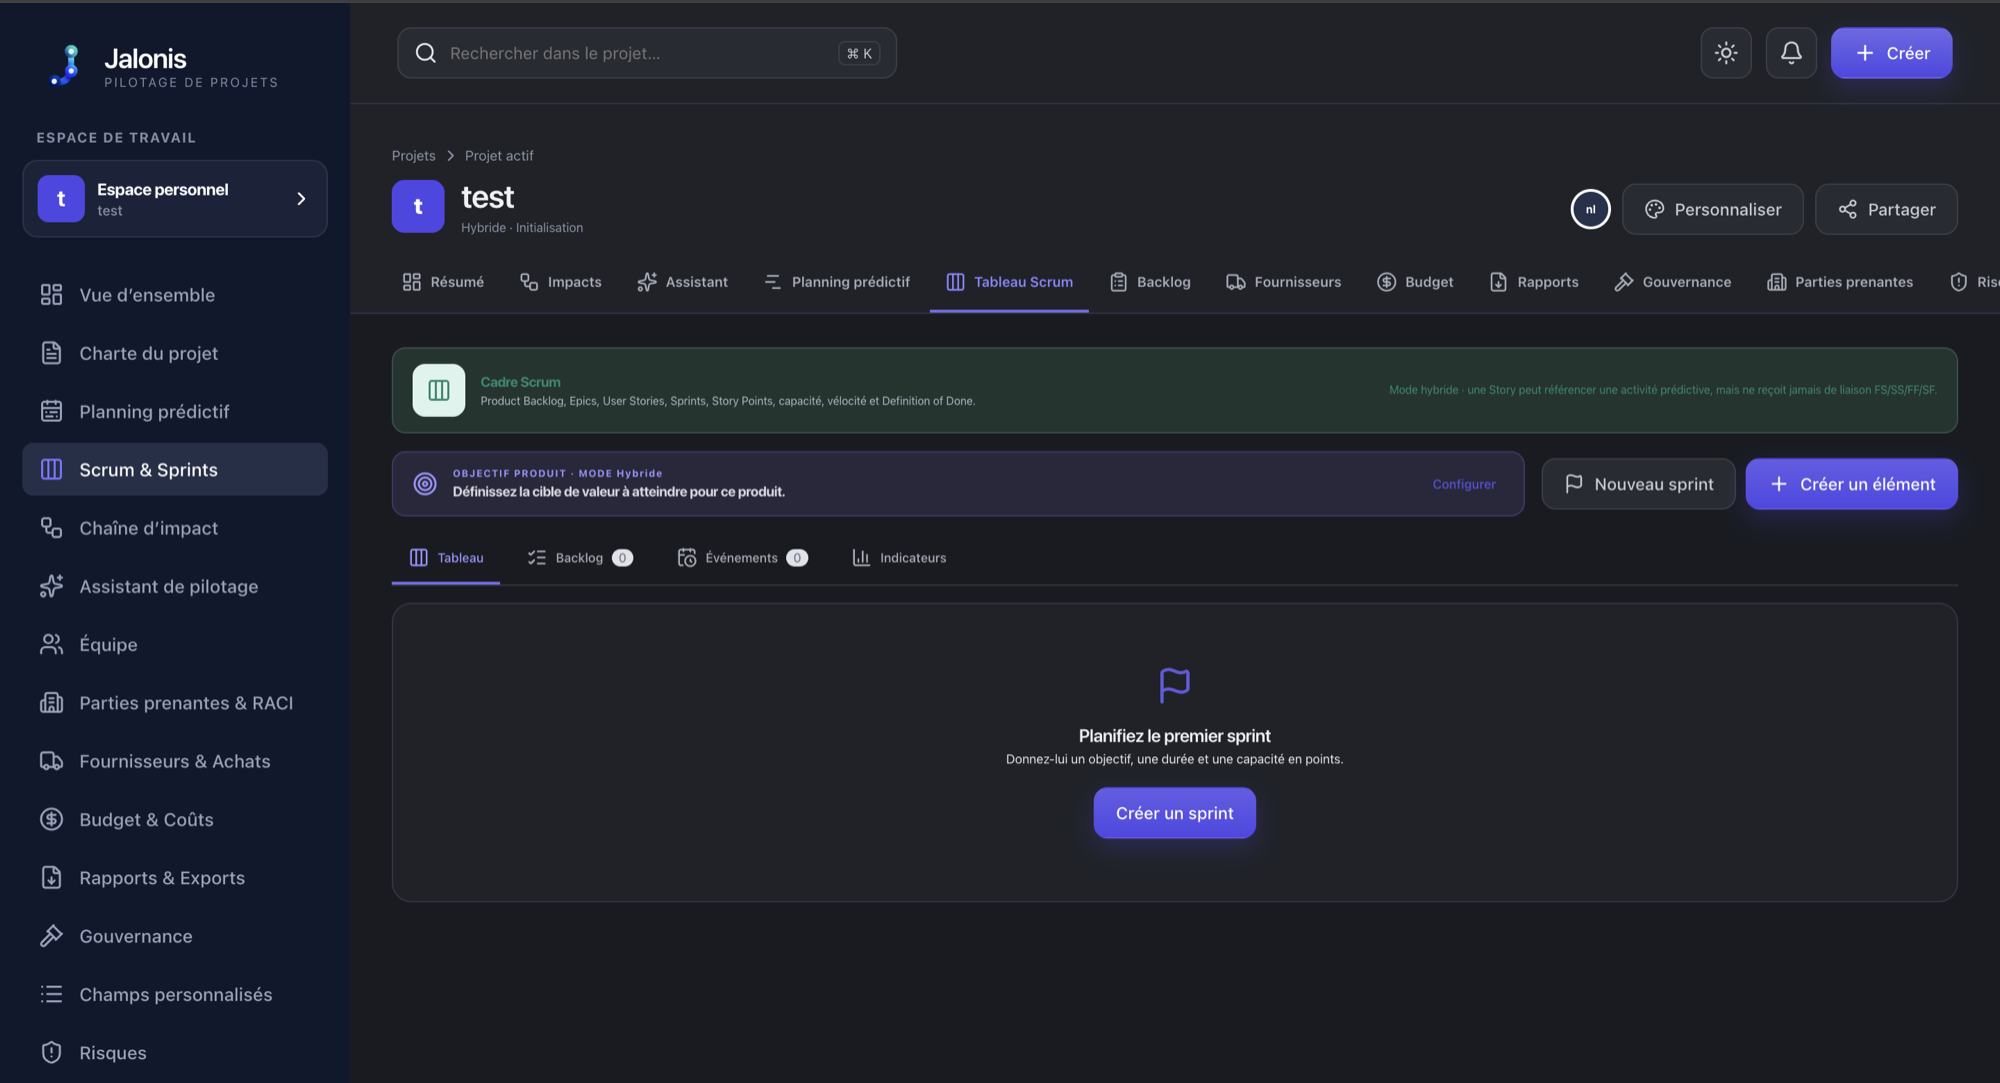 Jalonis
PILOTAGE DE PROJETS
ESPACE DE TRAVAIL
t
Espace personnel
test
Vue d’ensemble
Charte du projet
Planning prédictif
Scrum & Sprints
Chaîne d’impact
Assistant de pilotage
Équipe
Parties prenantes & RACI
Fournisseurs & Achats
Budget & Coûts
Rapports & Exports
Gouvernance
Champs personnalisés
Risques
Rechercher dans le projet...
⌘ K
Créer
Projets > Projet actif
t
test
Hybride · Initialisation
nl
Personnaliser
Partager
Résumé
Impacts
Assistant
Planning prédictif
Tableau Scrum
Backlog
Fournisseurs
Budget
Rapports
Gouvernance
Parties prenantes
Ris
Cadre Scrum
Product Backlog, Epics, User Stories, Sprints, Story Points, capacité, vélocité et Definition of Done.
Mode hybride · une Story peut référencer une activité prédictive, mais ne reçoit jamais de liaison FS/SS/FF/SF.
OBJECTIF PRODUIT · MODE Hybride
Définissez la cible de valeur à atteindre pour ce produit.
Configurer
Nouveau sprint
Créer un élément
Tableau
Backlog 0
Événements 0
Indicateurs
Planifiez le premier sprint
Donnez-lui un objectif, une durée et une capacité en points.
Créer un sprint